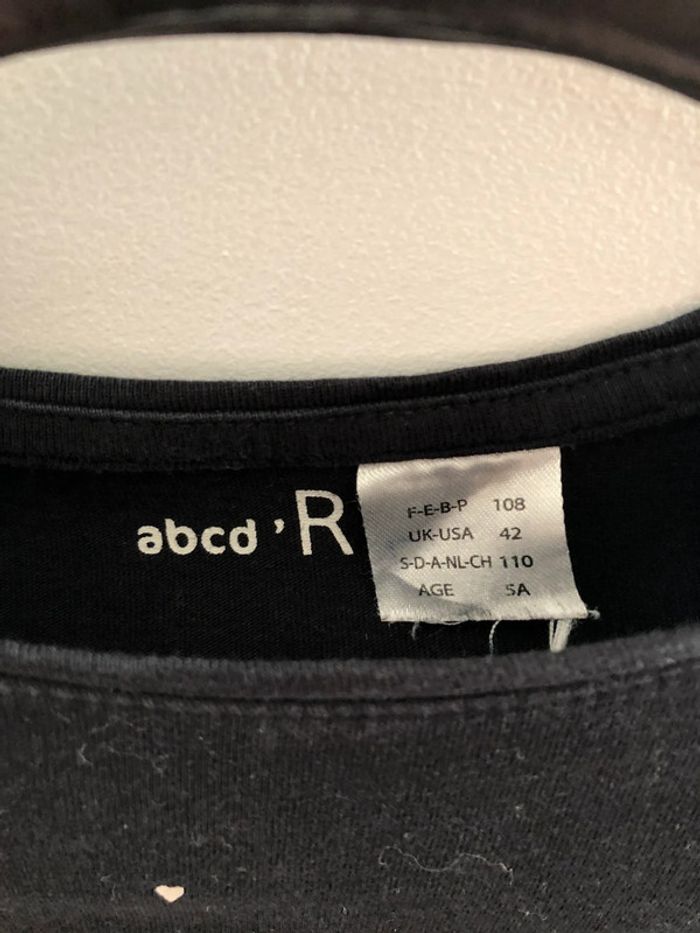 abcd 'R
F-E-B-P 108
UK-USA 42
S-D-A-NL-CH 110
AGE 5A